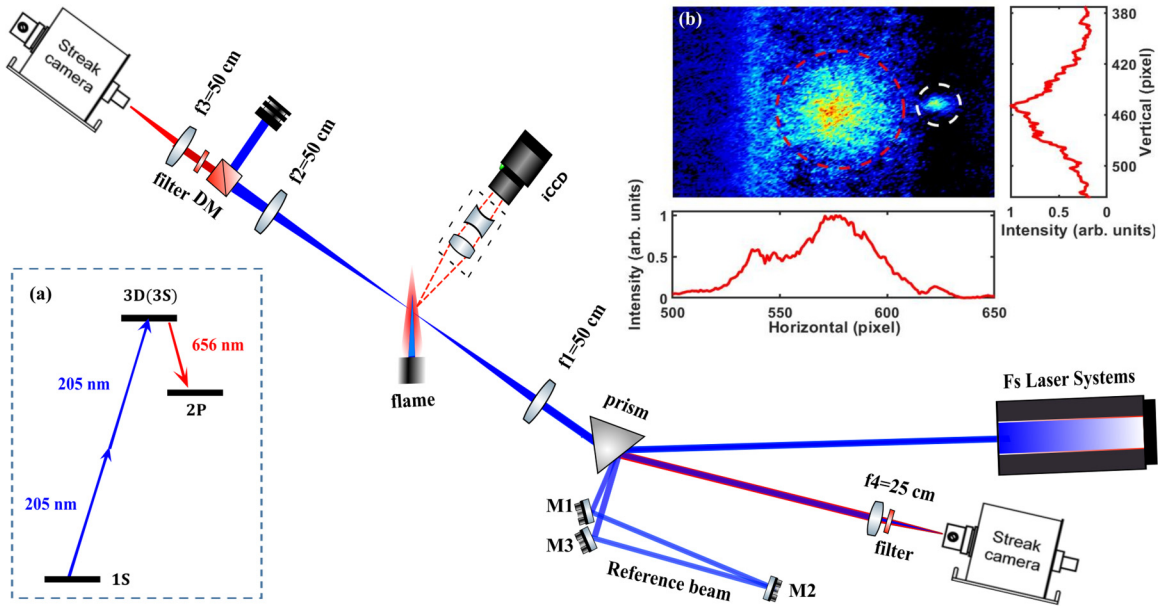 Streak
camera
f3=50 cm
filter
DM
f2=50 cm
iCCD
(b)
380
420
460
500
Vertical (pixel)
1
0.5
0
Intensity (arb. units)
Intensity (arb. units)
1
0.5
0
500
550
600
650
Horizontal (pixel)
(a)
3D(3S)
656 nm
205 nm
2P
205 nm
1S
flame
f1=50 cm
prism
Fs Laser Systems
M1
M3
Reference beam
M2
f4=25 cm
filter
Streak
camera